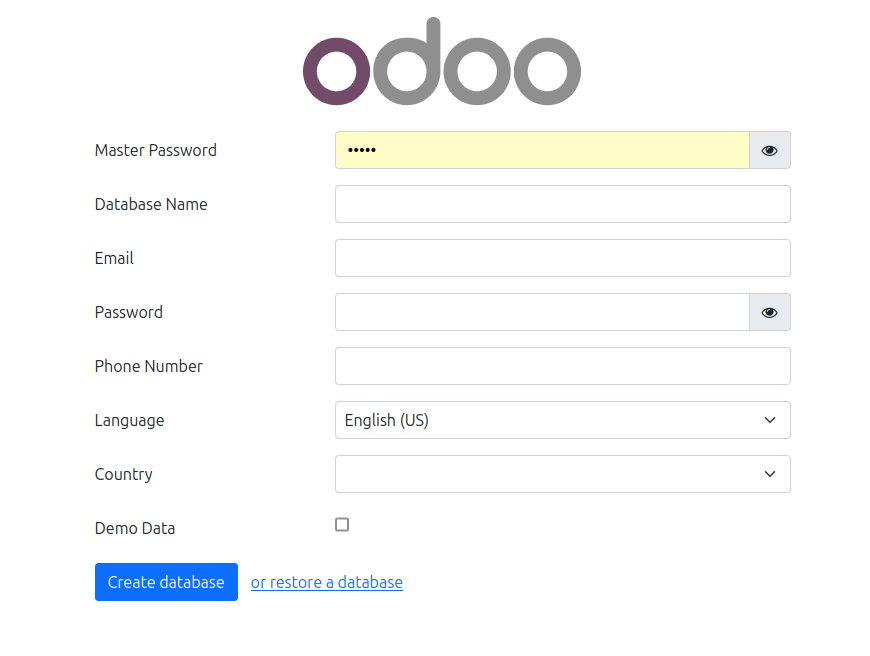 odoo
Master Password •••••
Database Name
Email
Password
Phone Number
Language English (US)
Country
Demo Data
Create database or restore a database